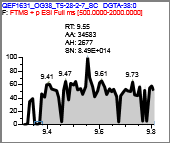 QEF1631_OG38_T5-28-2-7_SC DGTA-38:0
F: FTMS + p ESI Full ms [500.0000-2000.0000]
RT: 9.55
AA: 34583
AH: 2677
SN: 8.49E+014
100
80
60
40
20
0
9.41
9.47
9.61
9.73
9.4
9.6
9.8